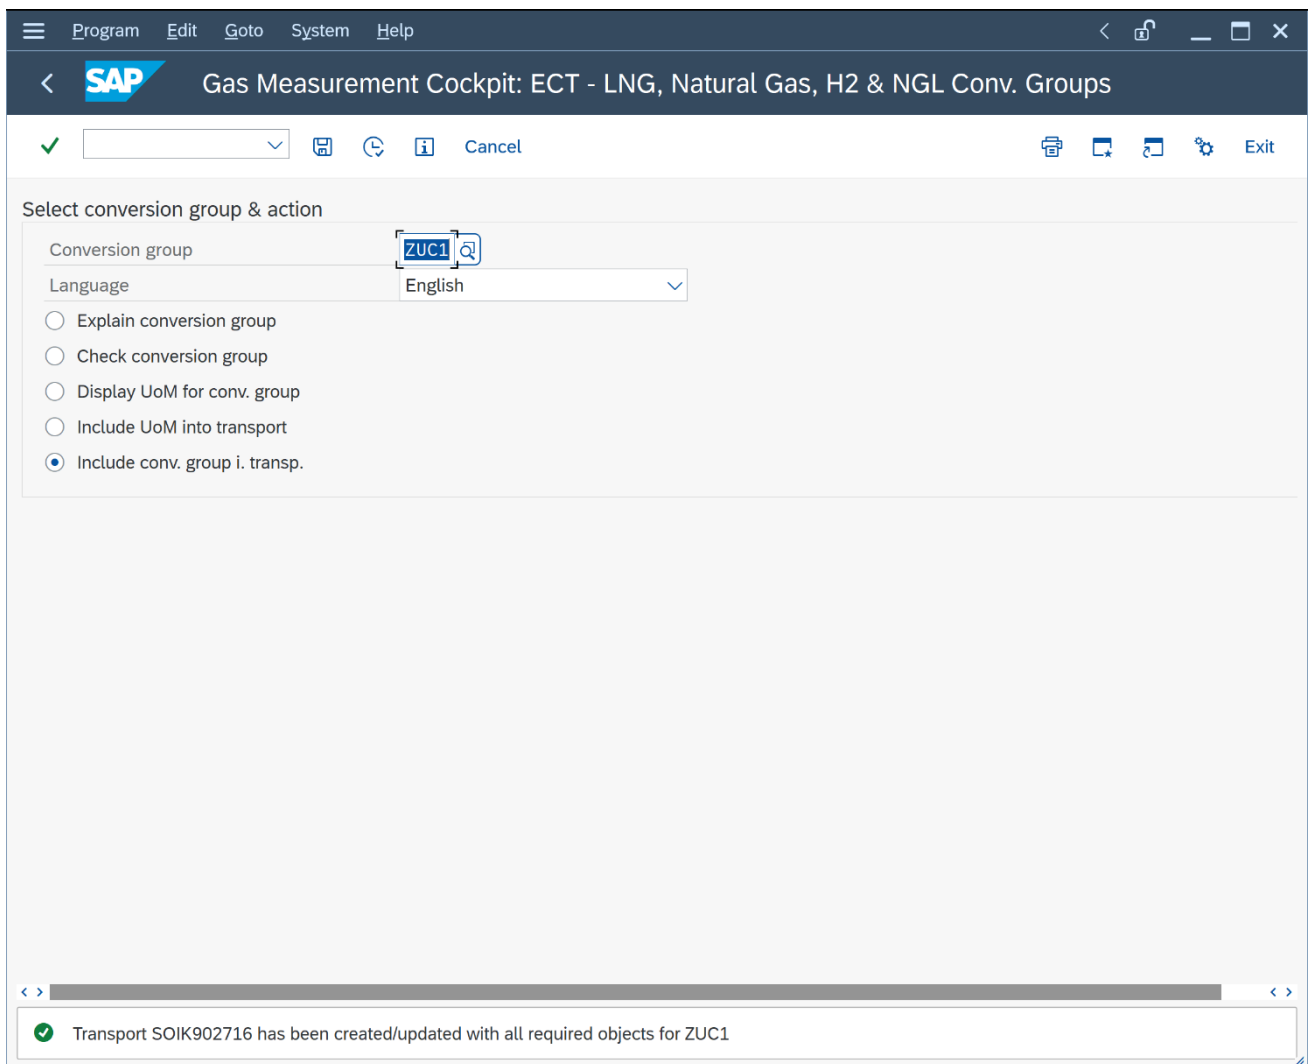 Program Edit Goto System Help
SAP Gas Measurement Cockpit: ECT - LNG, Natural Gas, H2 & NGL Conv. Groups
Cancel Exit
Select conversion group & action
Conversion group ZUC1
Language English
Explain conversion group
Check conversion group
Display UoM for conv. group
Include UoM into transport
Include conv. group i. transp.
Transport SOIK902716 has been created/updated with all required objects for ZUC1